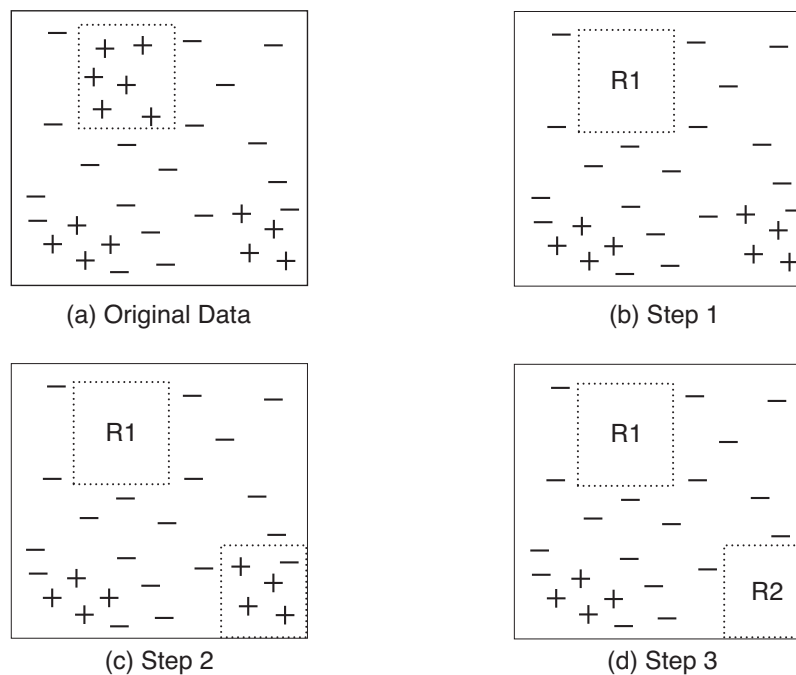 (a) Original Data
R1
(b) Step 1
R1
(c) Step 2
R1
R2
(d) Step 3